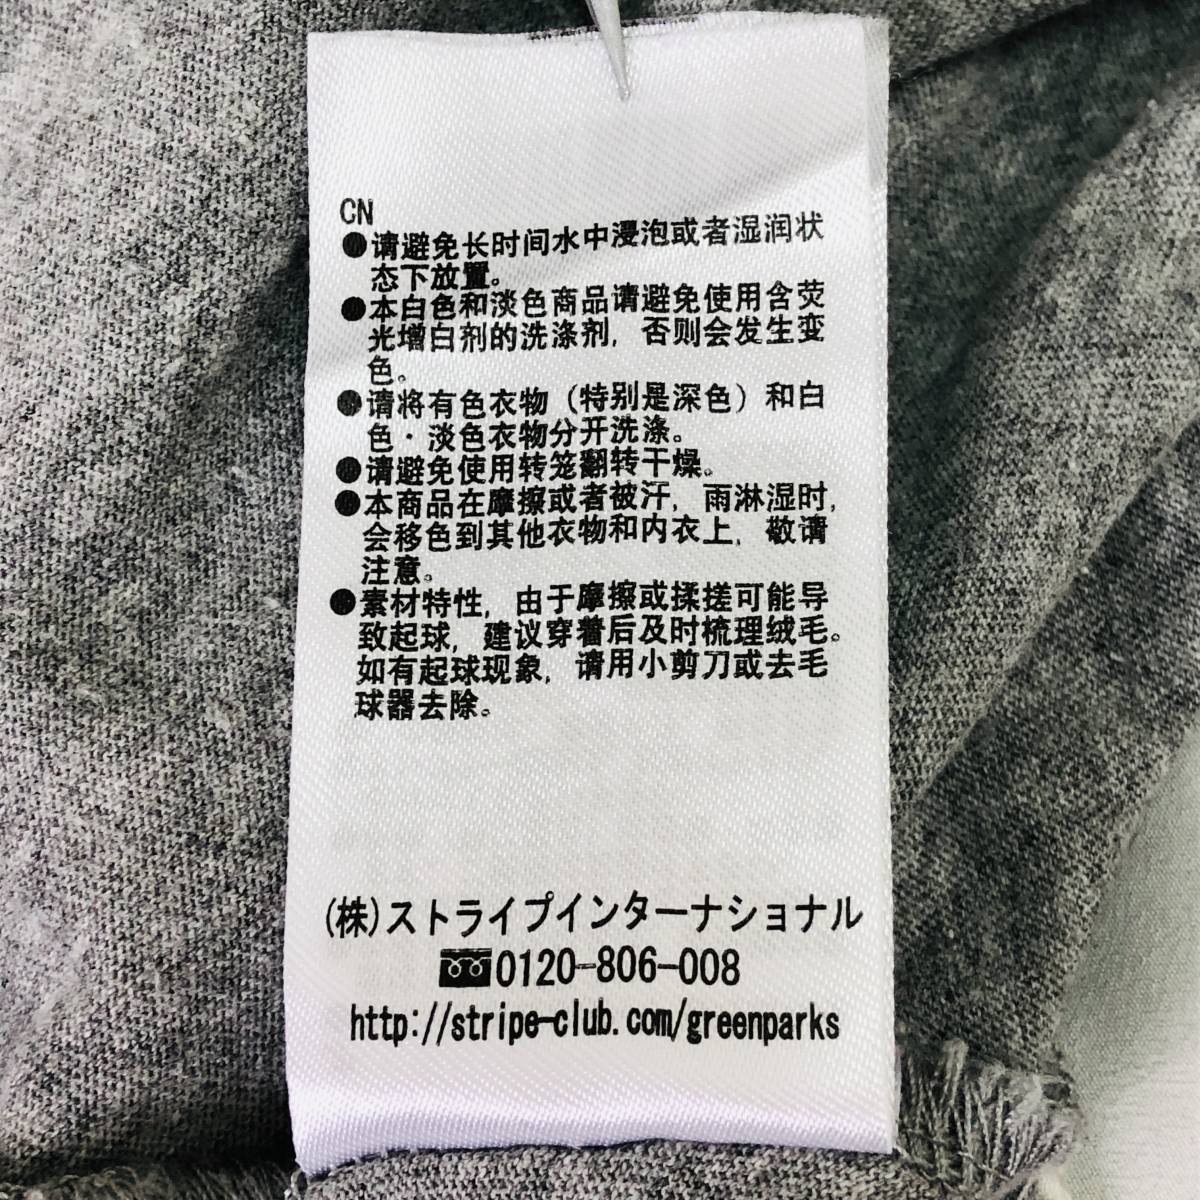 CN
●请避免长时间水中浸泡或者湿润状
态下放置。
●本白色和淡色商品请避免使用含荧
光增白剂的洗涤剂，否则会发生变
色。
●请将有色衣物（特别是深色）和白
色・淡色衣物分开洗涤。
●请避免使用转笼翻转干燥。
●本商品在摩擦或者被汗，雨淋湿时，
会移色到其他衣物和内衣上，敬请
注意。
●素材特性，由于摩擦或揉搓可能导
致起球，建议穿着后及时梳理绒毛。
如有起球现象，请用小剪刀或去毛
球器去除。
(株)ストライプインターナショナル
0120-806-008
http://stripe-club.com/greenparks